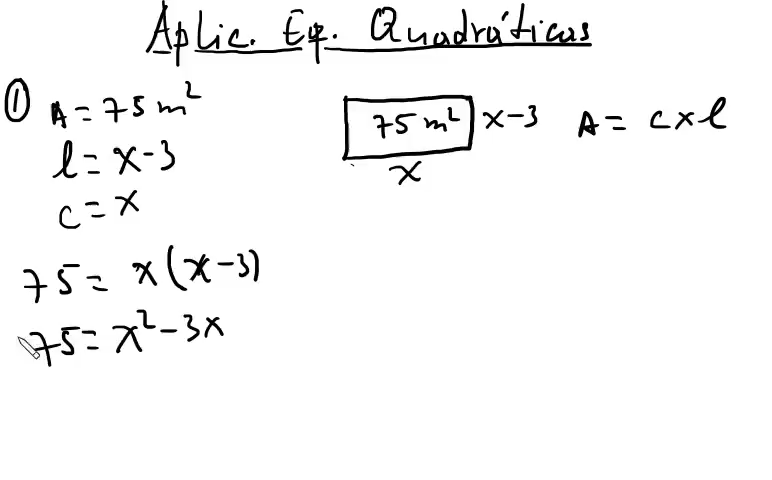 Aplic. Eq. Quadráticas
① A = 75 m²
l = x - 3
c = x
75 m² x - 3
x
A = c x l
75 = x (x - 3)
75 = x² - 3x